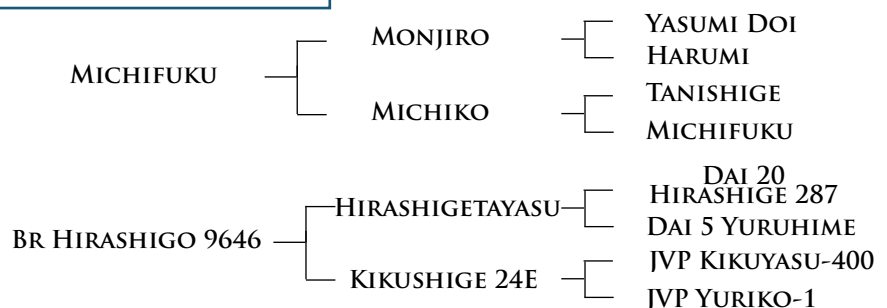 Michifuku
Monjiro
Yasumi Doi
Harumi
Michiko
Tanishige
Michifuku
Br Hirashigo 9646
Hirashigetayasu
Dai 20
Hirashige 287
Dai 5 Yuruhime
Kikushige 24E
JVP Kikuyasu-400
JVP Yuriko-1